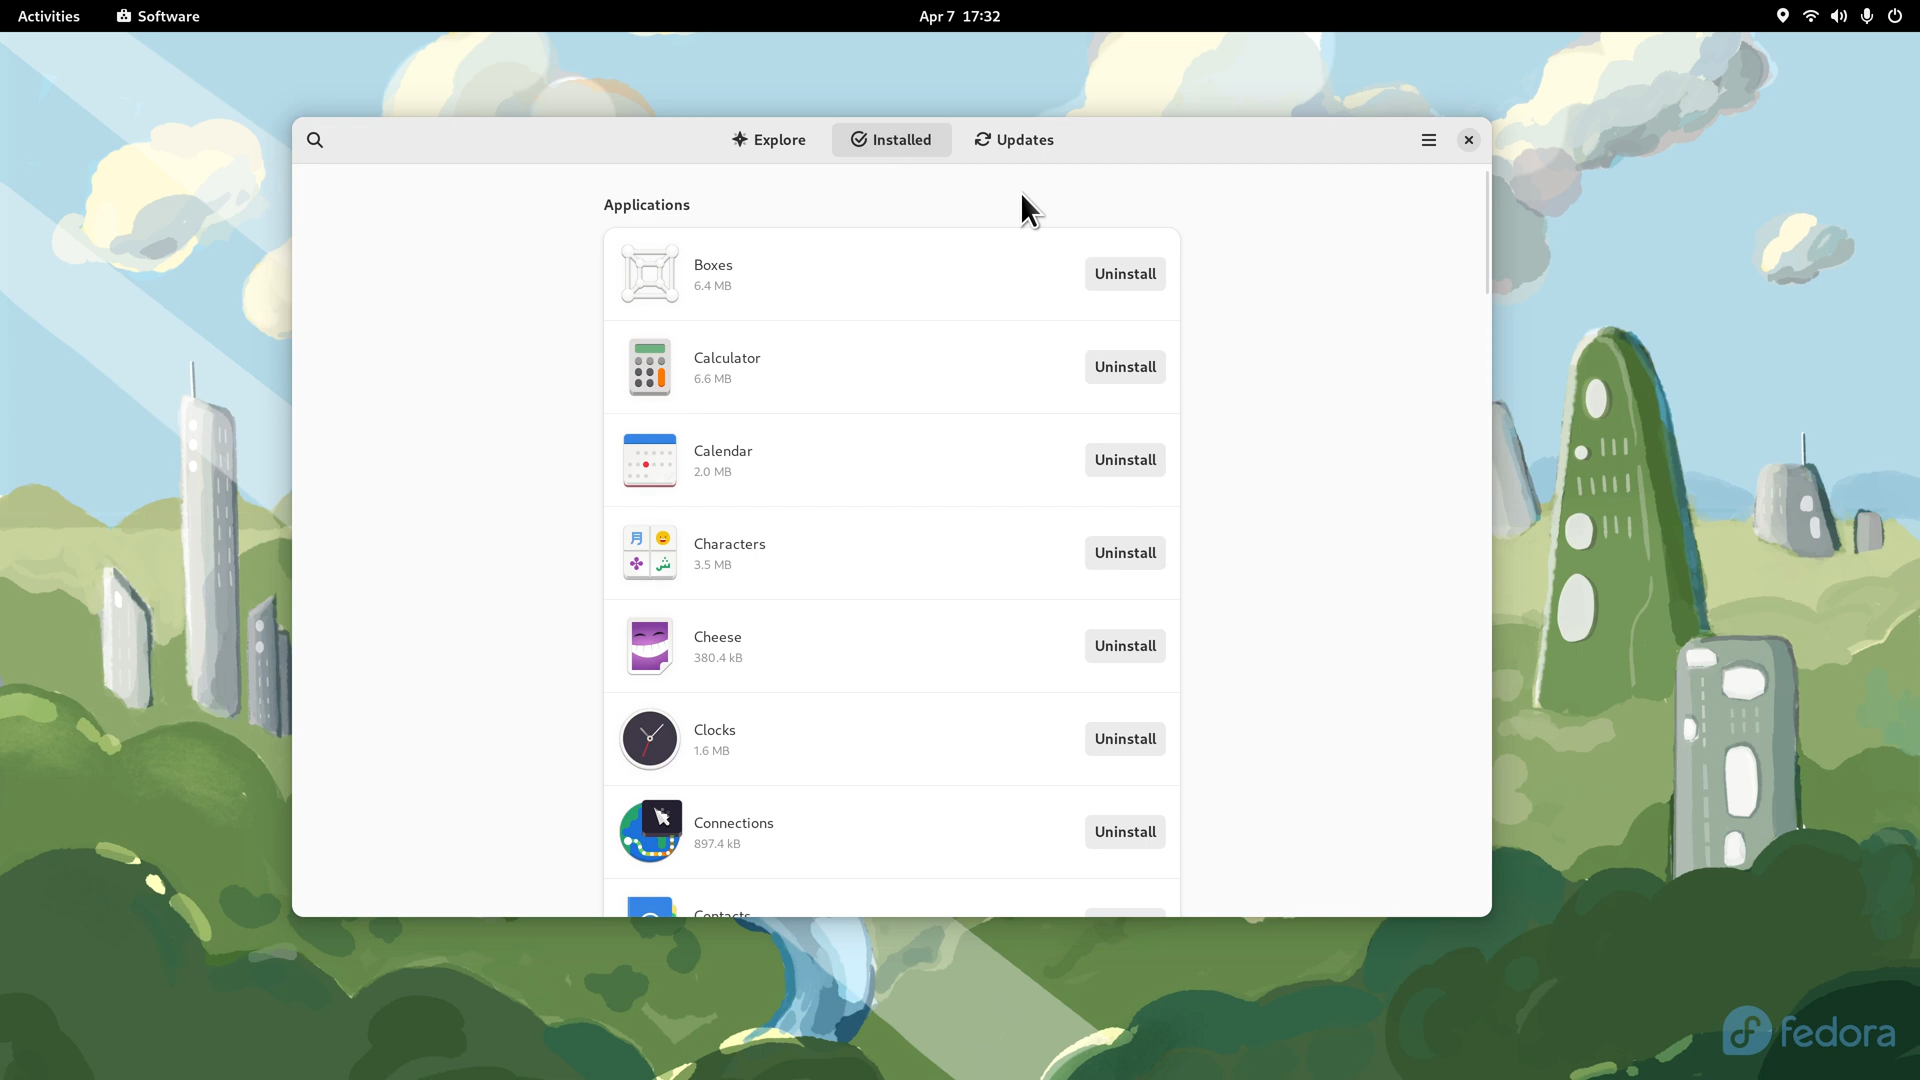 Activities
Software
Apr 7 17:32
Explore
Installed
Updates
Applications
Boxes
6.4 MB
Uninstall
Calculator
6.6 MB
Uninstall
Calendar
2.0 MB
Uninstall
月
ش
Characters
3.5 MB
Uninstall
Cheese
380.4 kB
Uninstall
Clocks
1.6 MB
Uninstall
Connections
897.4 kB
Uninstall
Contacts
fedora